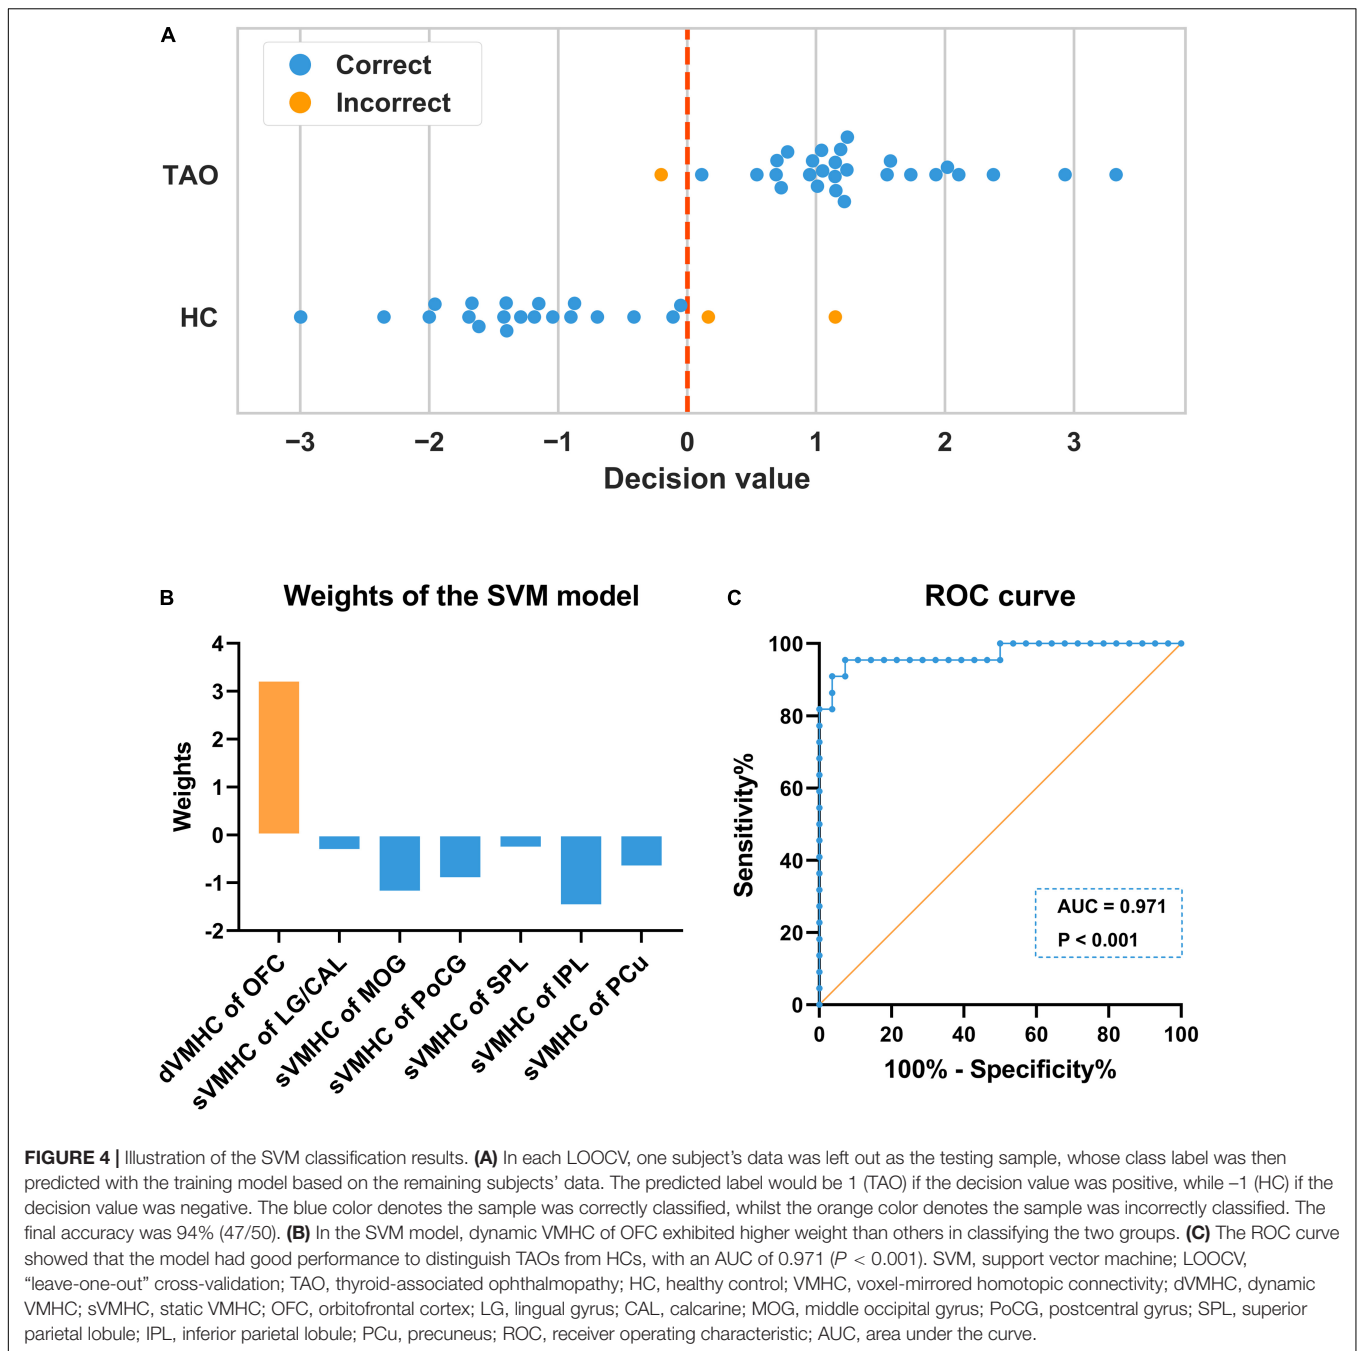 A
Correct
Incorrect
TAO
HC
−3 −2 −1 0 1 2 3
Decision value
B Weights of the SVM model
4
3
2
1
0
-1
-2
Weights
dVMHC of OFC
sVMHC of LG/CAL
sVMHC of MOG
sVMHC of PoCG
sVMHC of SPL
sVMHC of IPL
sVMHC of PCu
C ROC curve
100
80
60
40
20
0
Sensitivity%
AUC = 0.971
P < 0.001
0 20 40 60 80 100
100% - Specificity%
FIGURE 4 | Illustration of the SVM classification results. (A) In each LOOCV, one subject's data was left out as the testing sample, whose class label was then
predicted with the training model based on the remaining subjects' data. The predicted label would be 1 (TAO) if the decision value was positive, while –1 (HC) if the
decision value was negative. The blue color denotes the sample was correctly classified, whilst the orange color denotes the sample was incorrectly classified. The
final accuracy was 94% (47/50). (B) In the SVM model, dynamic VMHC of OFC exhibited higher weight than others in classifying the two groups. (C) The ROC curve
showed that the model had good performance to distinguish TAOs from HCs, with an AUC of 0.971 (P < 0.001). SVM, support vector machine; LOOCV,
"leave-one-out" cross-validation; TAO, thyroid-associated ophthalmopathy; HC, healthy control; VMHC, voxel-mirrored homotopic connectivity; dVMHC, dynamic
VMHC; sVMHC, static VMHC; OFC, orbitofrontal cortex; LG, lingual gyrus; CAL, calcarine; MOG, middle occipital gyrus; PoCG, postcentral gyrus; SPL, superior
parietal lobule; IPL, inferior parietal lobule; PCu, precuneus; ROC, receiver operating characteristic; AUC, area under the curve.